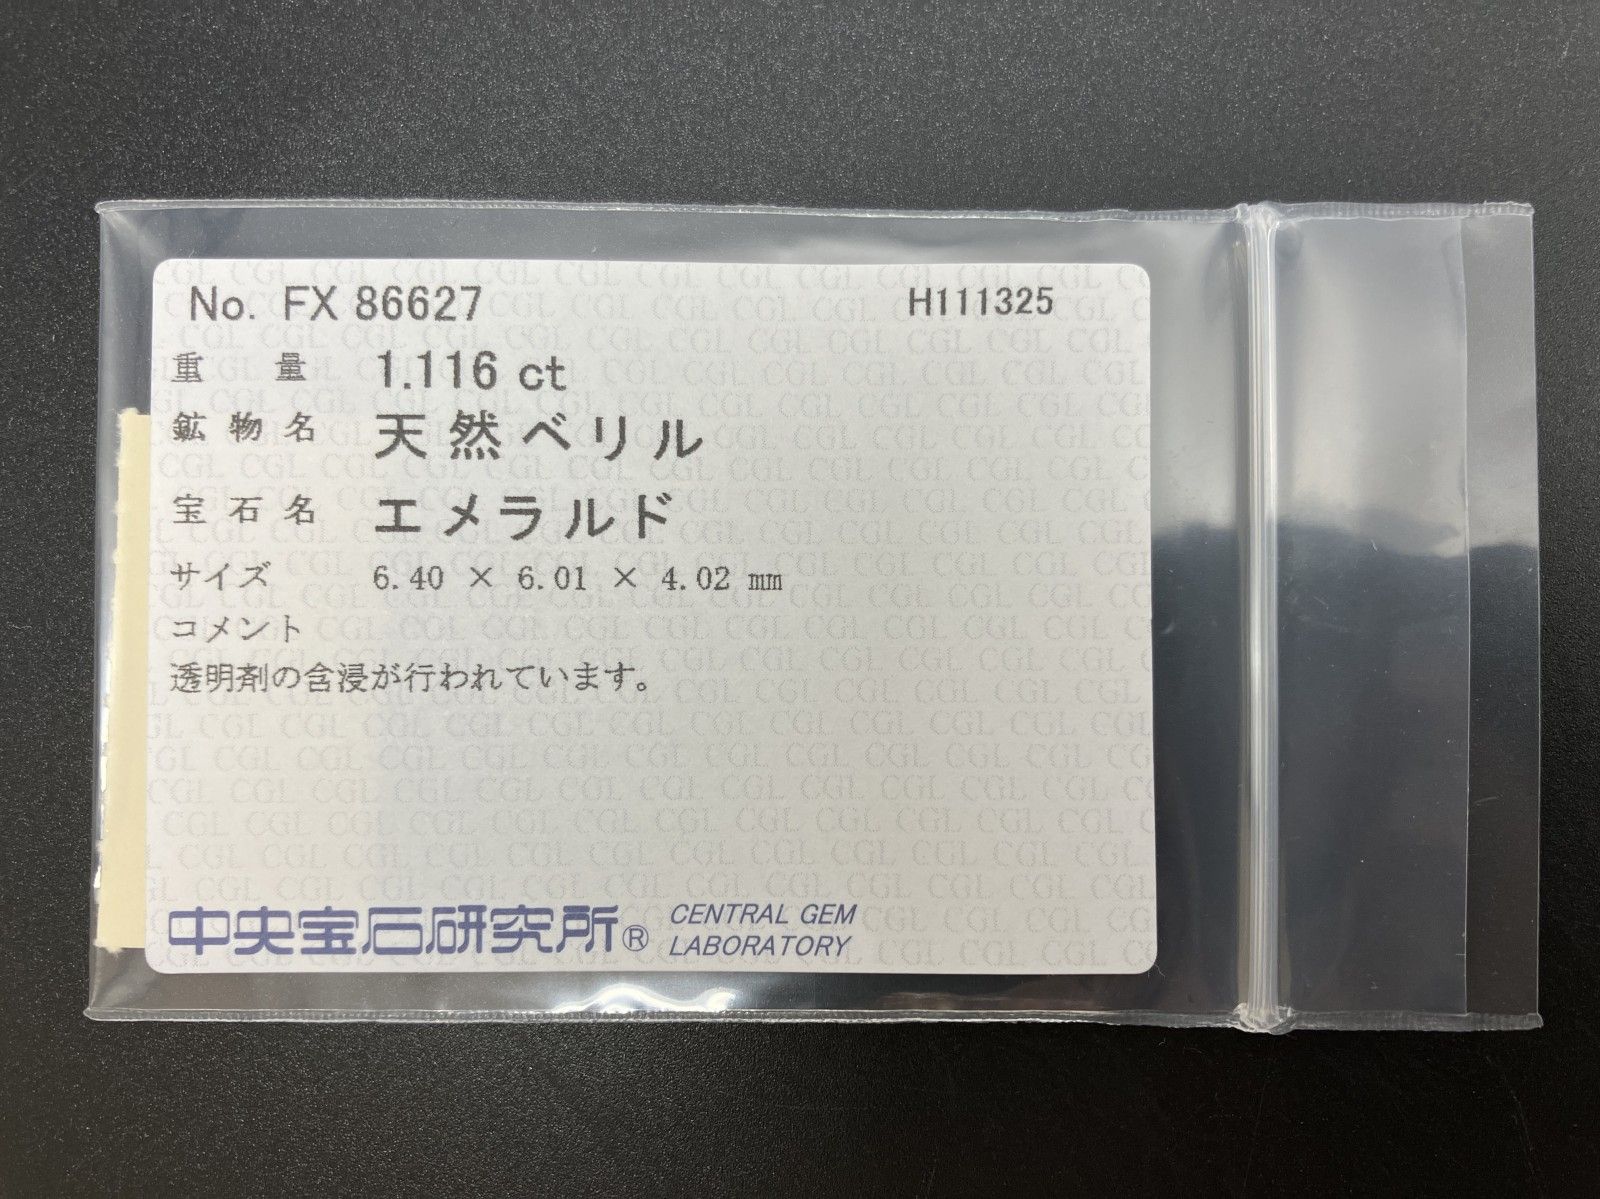 No. FX 86627 H111325
重 量 1.116 ct
鉱物名 天然ベリル
宝石名 エメラルド
サイズ 6.40 × 6.01 × 4.02 mm
コメント
透明剤の含浸が行われています。
中央宝石研究所® CENTRAL GEM
LABORATORY